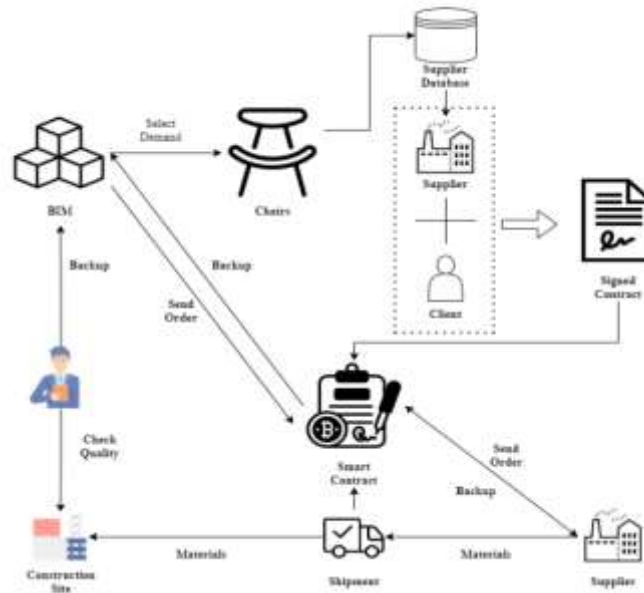 Supplier
Database
Select
Demand
Supplier
BIM
Chairs
Backup
Backup
Send
Order
Client
Signed
Contract
Check
Quality
Smart
Contract
Send
Order
Backup
Materials
Materials
Construction
Site
Shipment
Supplier